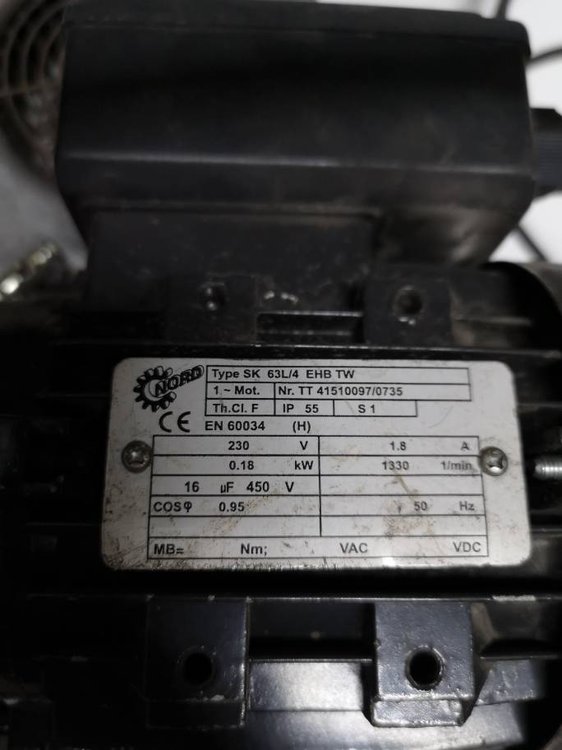 NORD
Type SK 63L/4 EHB TW
1 ~ Mot. Nr. TT 41510097/0735
Th.Cl. F IP 55 S 1
CE EN 60034 (H)
230 V 1.8 A
0.18 kW 1330 1/min
16 µF 450 V
COSφ 0.95 50 Hz
MB= Nm; VAC VDC